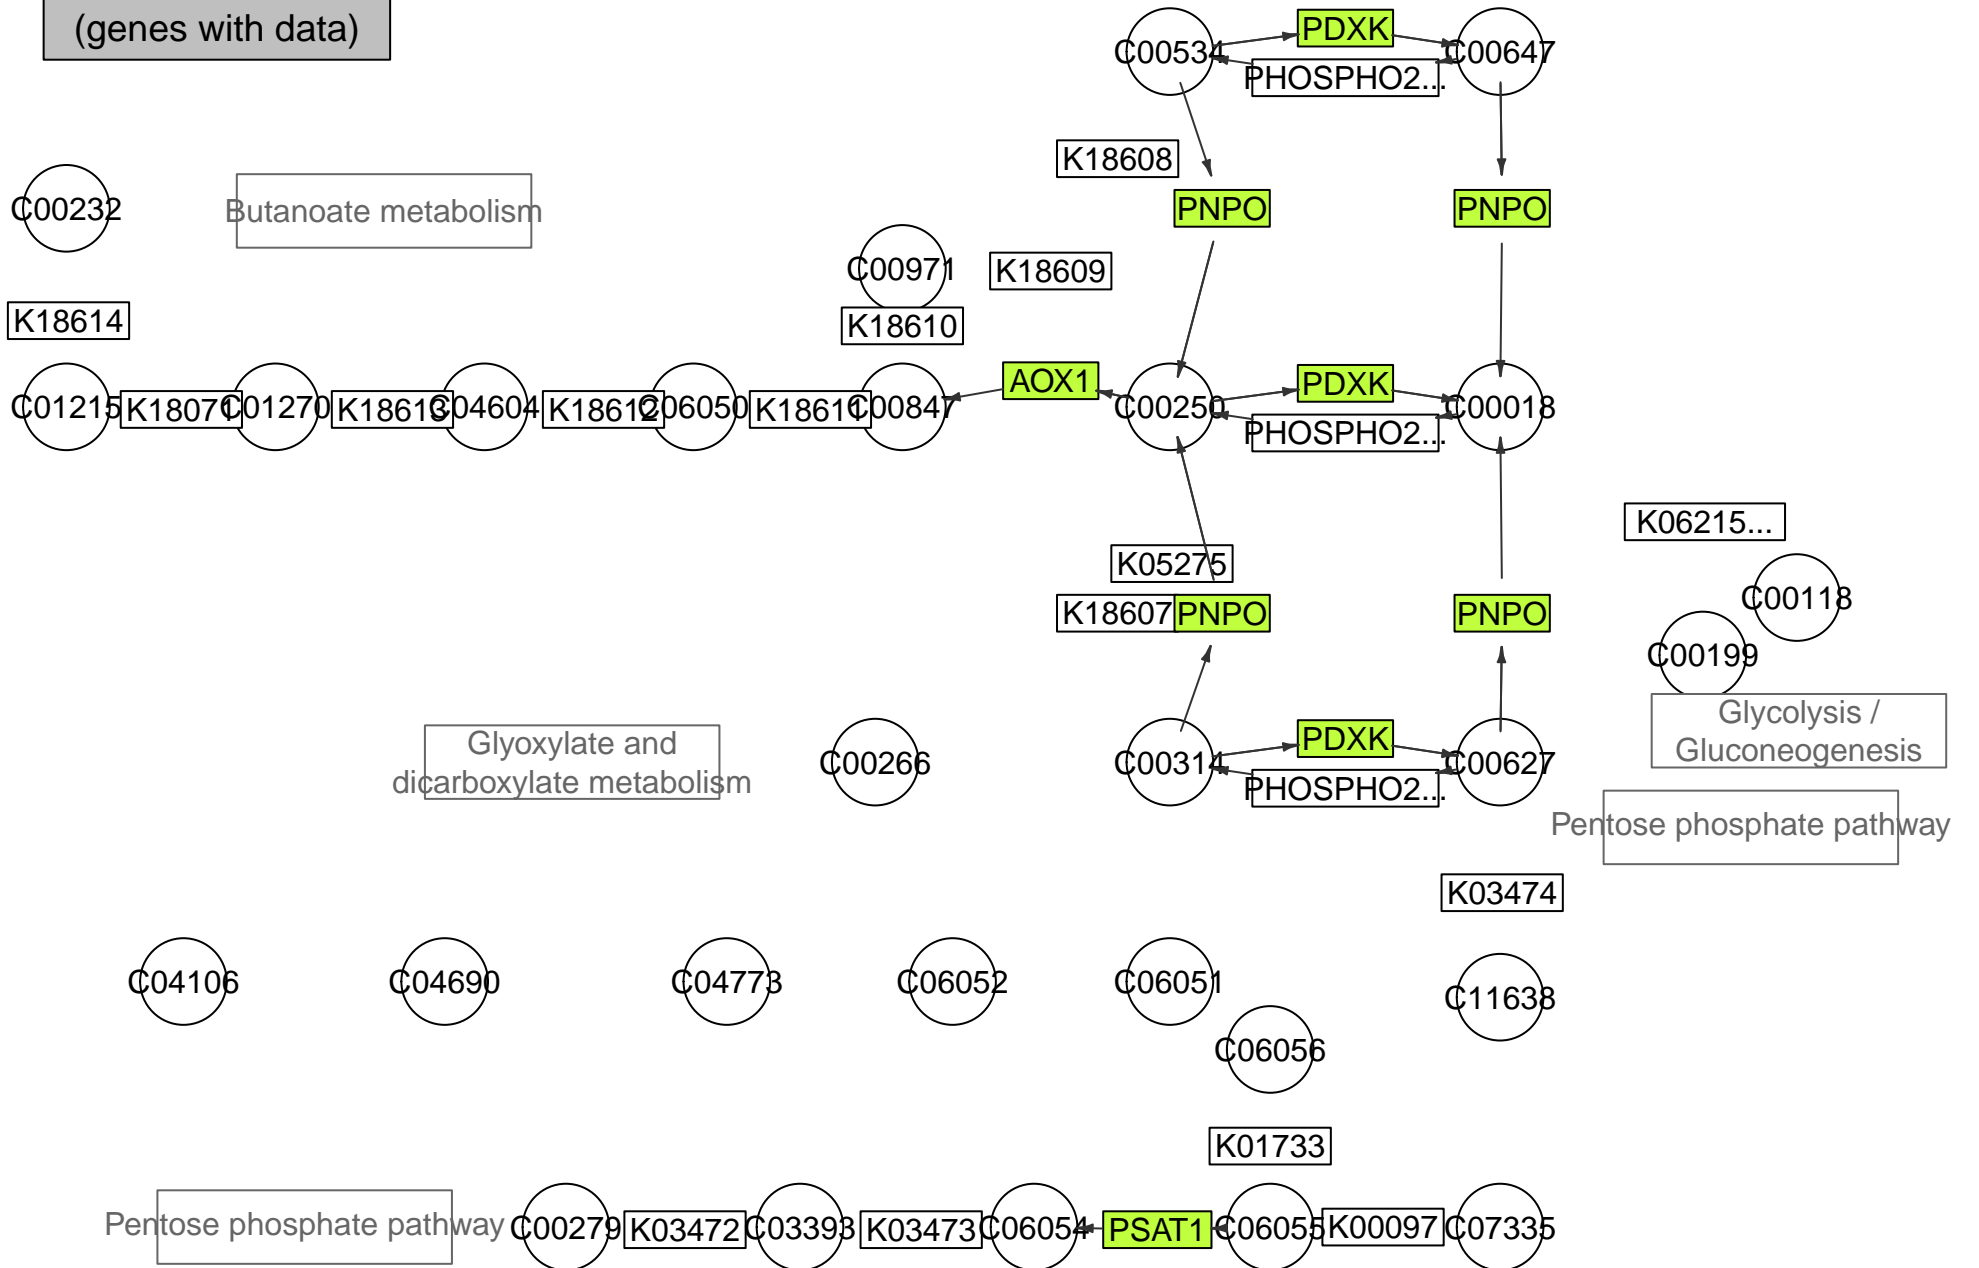 (genes with data)
C00534
PDXK
C00647
PHOSPHO2...
K18608
C00232
Butanoate metabolism
PNPO
PNPO
C00971
K18609
K18614
K18610
C01215
K18071
C01270
K18613
C04604
K18612
C06050
K18611
C00847
AOX1
C00250
PDXK
C00018
PHOSPHO2...
K06215...
K05275
C00118
K18607
PNPO
PNPO
C00199
Glycolysis /
Gluconeogenesis
Glyoxylate and
dicarboxylate metabolism
C00266
C00314
PDXK
C00627
PHOSPHO2...
Pentose phosphate pathway
K03474
C04106
C04690
C04773
C06052
C06051
C11638
C06056
K01733
Pentose phosphate pathway
C00279
K03472
C03393
K03473
C06054
PSAT1
C06055
K00097
C07335